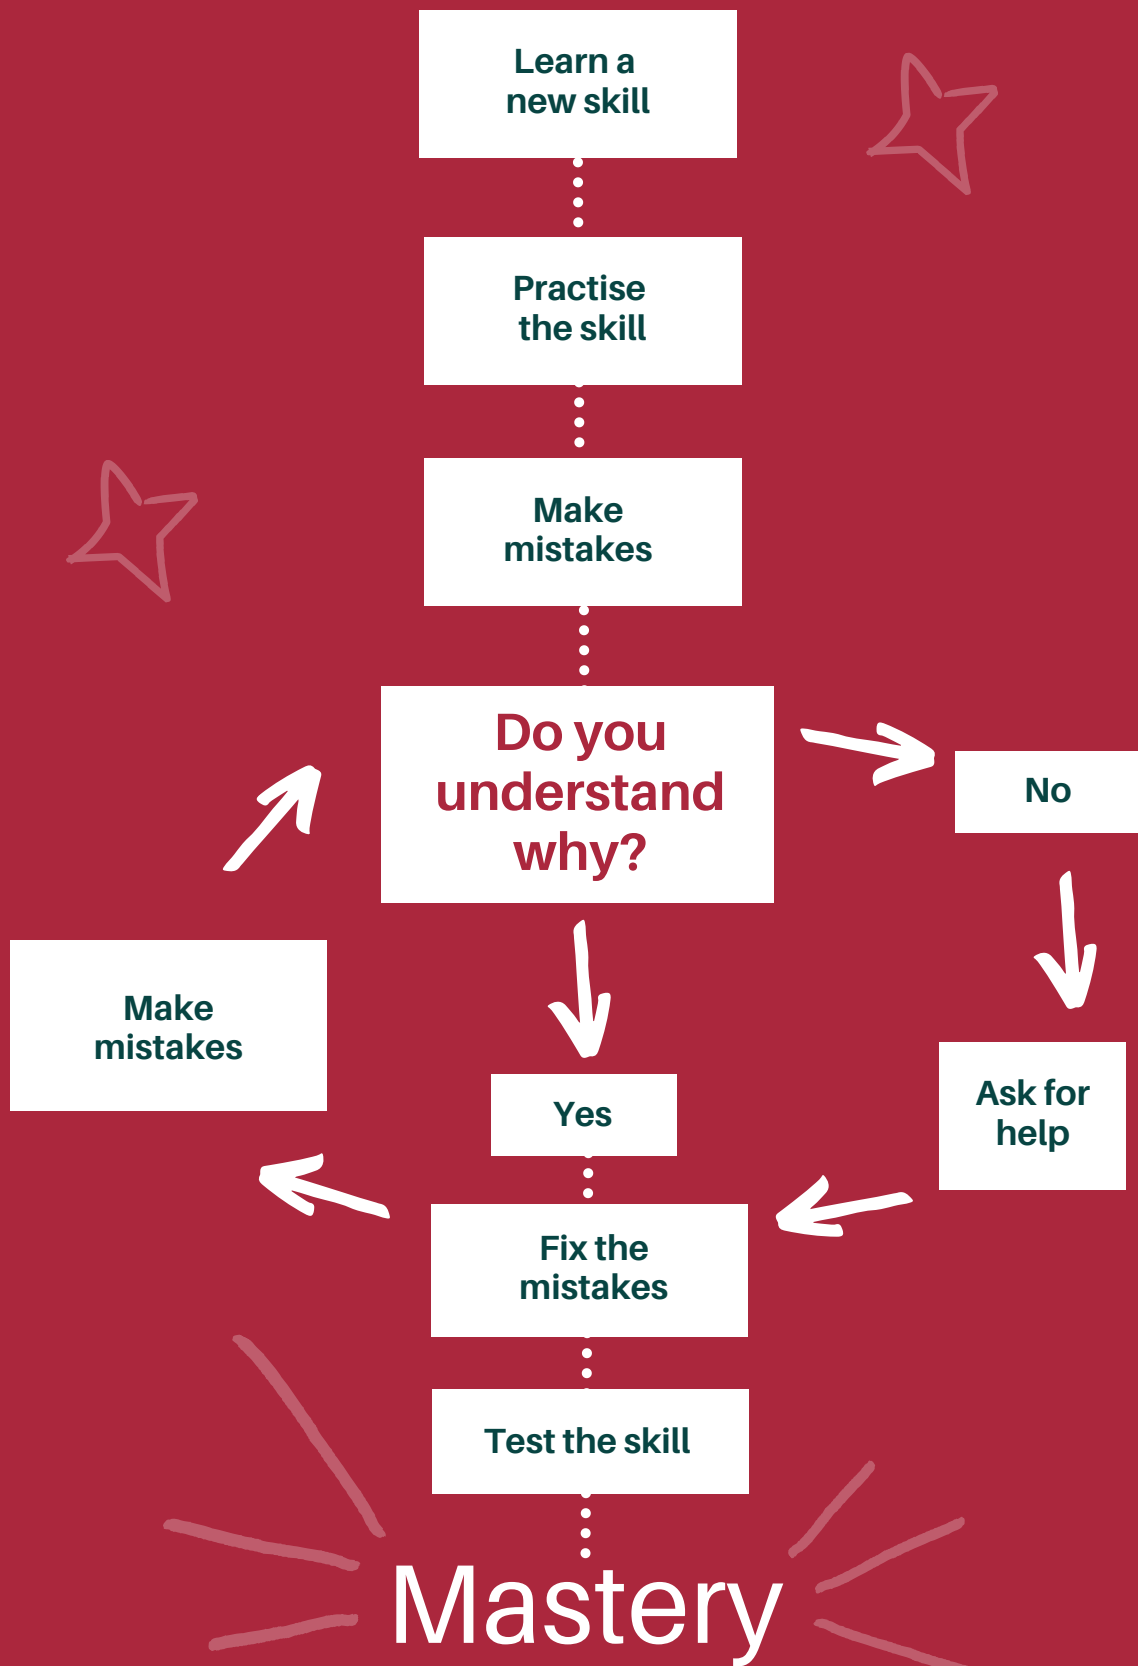 Learn a
new skill
Practise
the skill
Make
mistakes
Do you
understand
why?
No
Make
mistakes
Yes
Ask for
help
Fix the
mistakes
Test the skill
Mastery